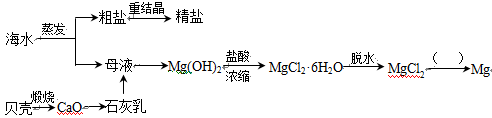 粗盐 重结晶 精盐
海水 蒸发
母液 Mg(OH)₂ 盐酸 浓缩 MgCl₂·6H₂O 脱水 MgCl₂ ( ) Mg
贝壳 煅烧 CaO 石灰乳